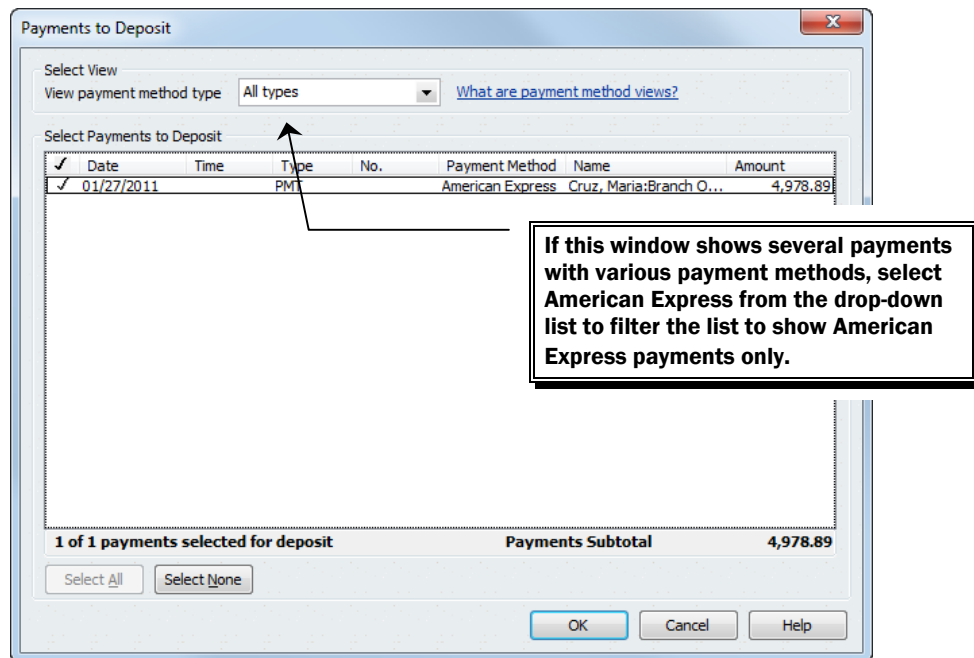 Payments to Deposit
Select View
View payment method type All types What are payment method views?
Select Payments to Deposit
✓ Date Time Type No. Payment Method Name Amount
✓ 01/27/2011 PMT American Express Cruz, Maria:Branch O... 4,978.89
If this window shows several payments
with various payment methods, select
American Express from the drop-down
list to filter the list to show American
Express payments only.
1 of 1 payments selected for deposit Payments Subtotal 4,978.89
Select All Select None
OK Cancel Help